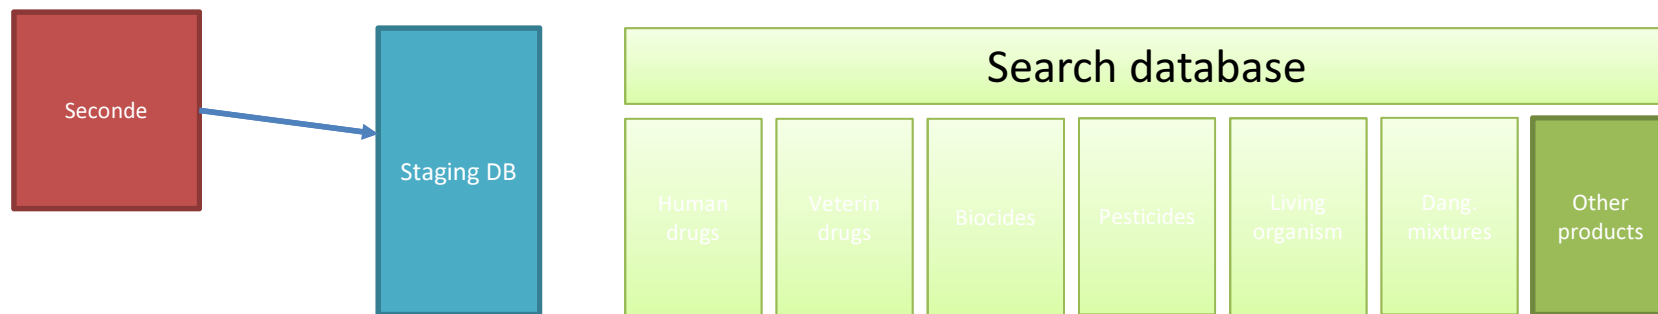 Seconde
Staging DB
Search database
Human
drugs
Veterin
drugs
Biocides
Pesticides
Living
organism
Dang.
mixtures
Other
products